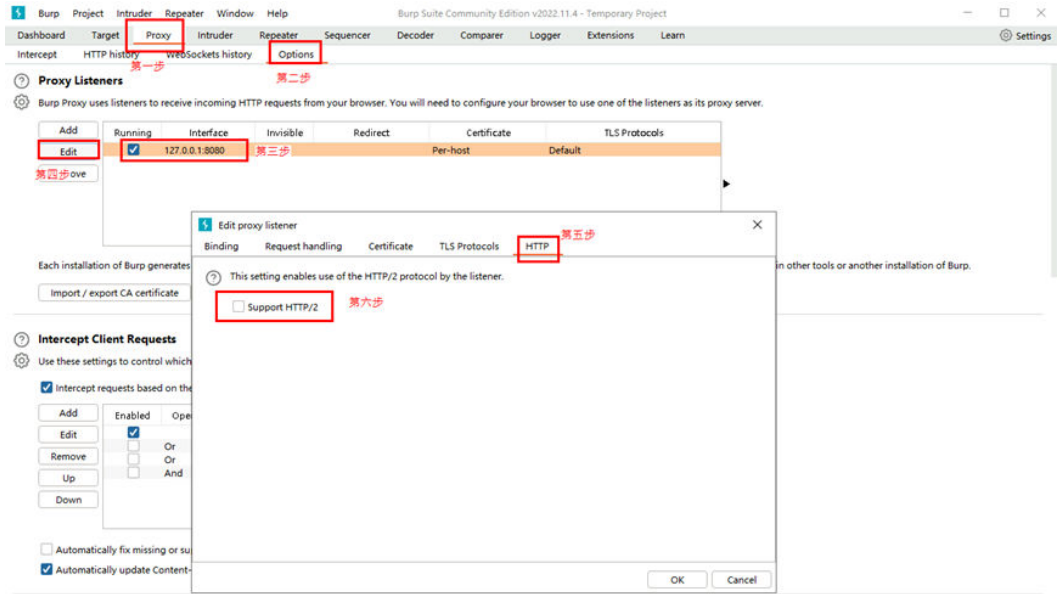 Burp Project Intruder Repeater Window Help Burp Suite Community Edition v2022.11.4 - Temporary Project
Dashboard Target Proxy Intruder Repeater Sequencer Decoder Comparer Logger Extensions Learn Settings
Intercept HTTP history WebSockets history Options
第一步 第二步
Proxy Listeners
Burp Proxy uses listeners to receive incoming HTTP requests from your browser. You will need to configure your browser to use one of the listeners as its proxy server.
Add Running Interface Invisible Redirect Certificate TLS Protocols
Edit 127.0.0.1:8080 第三步 Per-host Default
第四步ove
Edit proxy listener
第五步
Binding Request handling Certificate TLS Protocols HTTP
Each installation of Burp generates in other tools or another installation of Burp.
This setting enables use of the HTTP/2 protocol by the listener.
Import / export CA certificate
Support HTTP/2 第六步
Intercept Client Requests
Use these settings to control which
Intercept requests based on the
Add Enabled Ope
Edit
Or
Remove Or
And
Up
Down
Automatically fix missing or su
Automatically update Content-
OK Cancel